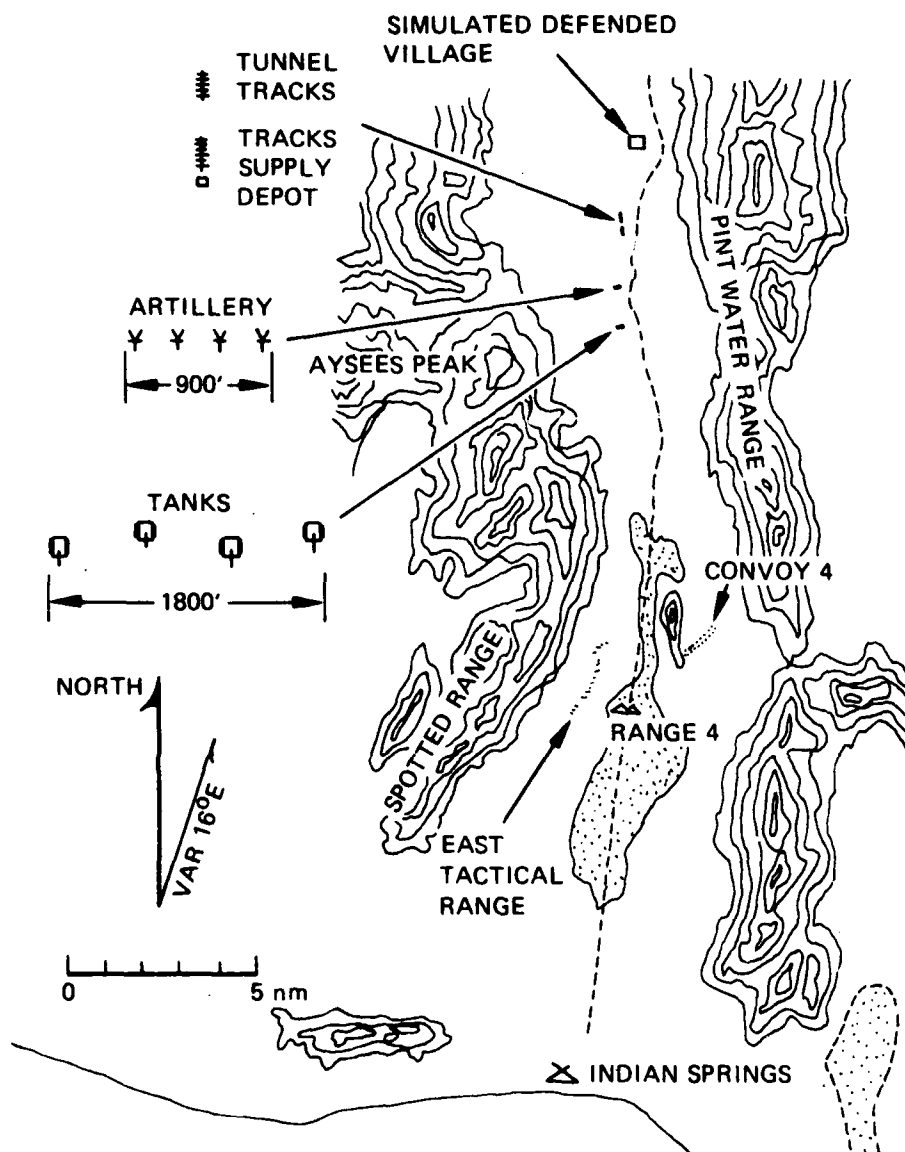 SIMULATED DEFENDED
VILLAGE
TUNNEL
TRACKS
TRACKS
SUPPLY
DEPOT
PINT WATER RANGE
ARTILLERY
900'
AYSEES PEAK
TANKS
1800'
CONVOY 4
NORTH
SPOTTED RANGE
RANGE 4
VAR 16°E
EAST
TACTICAL
RANGE
0 5 nm
INDIAN SPRINGS